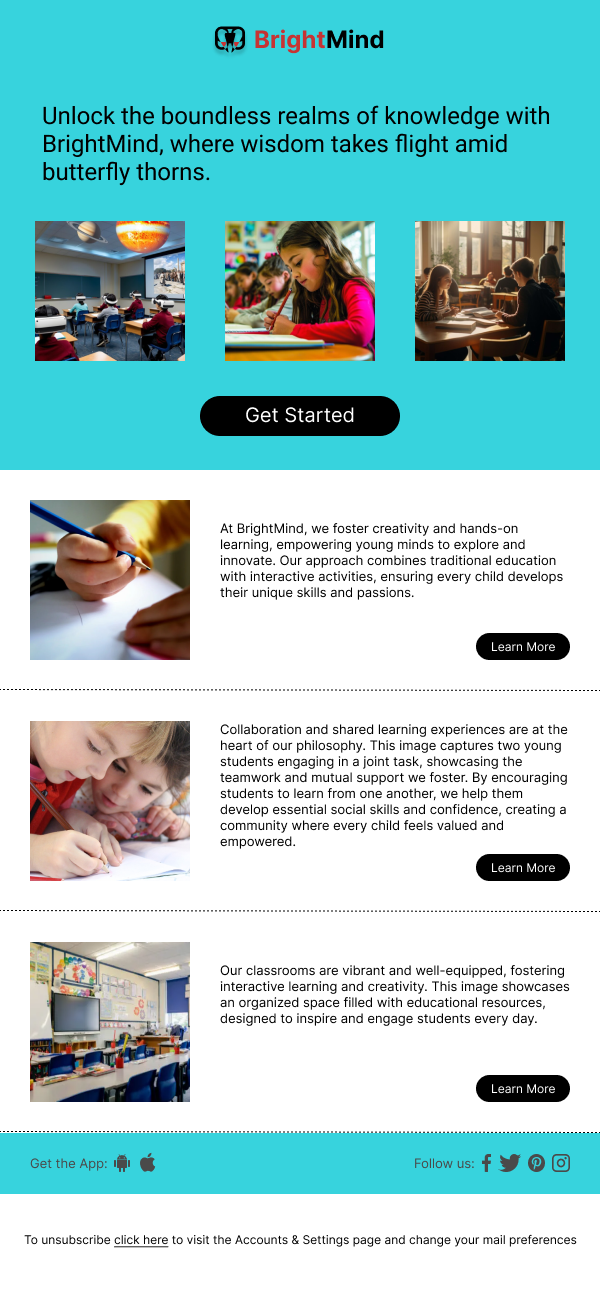 BrightMind
Unlock the boundless realms of knowledge with
BrightMind, where wisdom takes flight amid
butterfly thorns.
Get Started
At BrightMind, we foster creativity and hands-on
learning, empowering young minds to explore and
innovate. Our approach combines traditional education
with interactive activities, ensuring every child develops
their unique skills and passions.
Learn More
Collaboration and shared learning experiences are at the
heart of our philosophy. This image captures two young
students engaging in a joint task, showcasing the
teamwork and mutual support we foster. By encouraging
students to learn from one another, we help them
develop essential social skills and confidence, creating a
community where every child feels valued and
empowered.
Learn More
Our classrooms are vibrant and well-equipped, fostering
interactive learning and creativity. This image showcases
an organized space filled with educational resources,
designed to inspire and engage students every day.
Learn More
Get the App:
Follow us:
To unsubscribe click here to visit the Accounts & Settings page and change your mail preferences